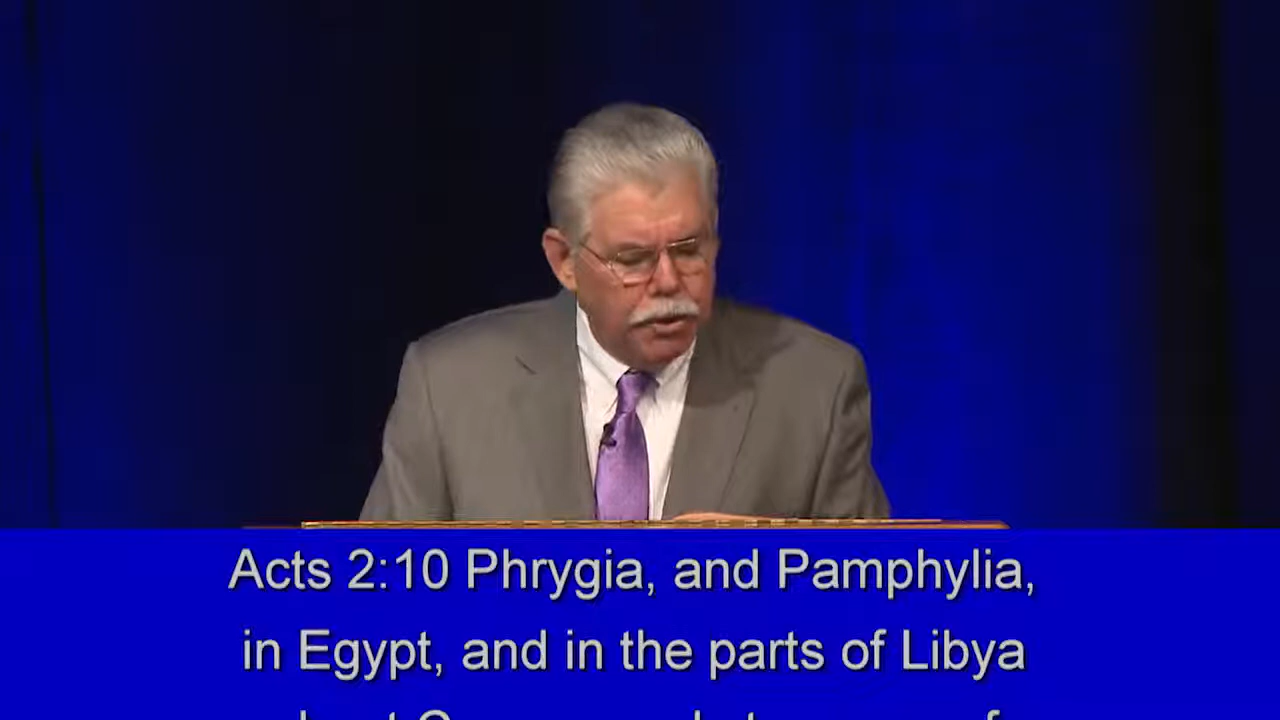 Acts 2:10 Phrygia, and Pamphylia,
in Egypt, and in the parts of Libya